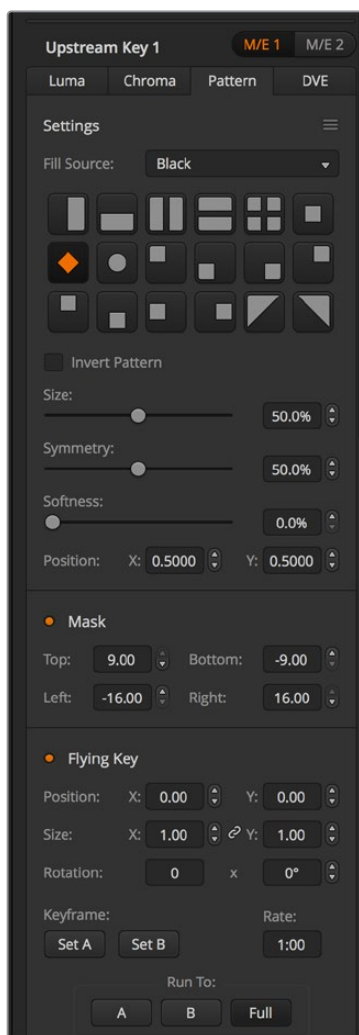 Upstream Key 1 M/E 1 M/E 2
Luma Chroma Pattern DVE
Settings
Fill Source: Black
Invert Pattern
Size:
50.0%
Symmetry:
50.0%
Softness:
0.0%
Position: X: 0.5000 Y: 0.5000
Mask
Top: 9.00 Bottom: -9.00
Left: -16.00 Right: 16.00
Flying Key
Position: X: 0.00 Y: 0.00
Size: X: 1.00 Y: 1.00
Rotation: 0 x 0°
Keyframe: Rate:
Set A Set B 1:00
Run To:
A B Full